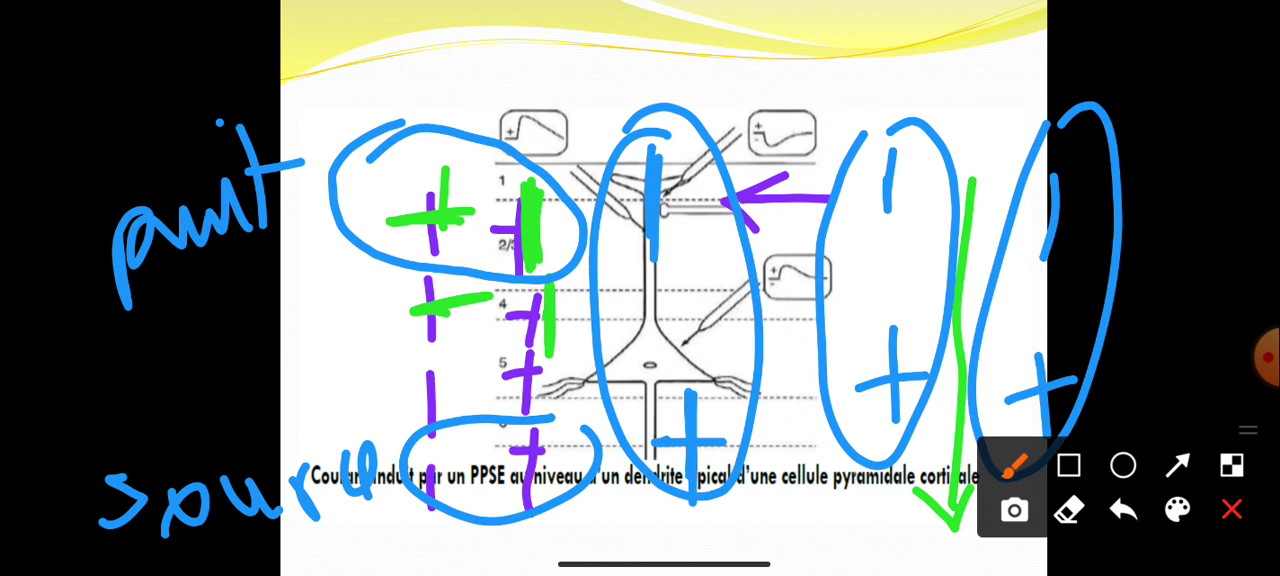 puit
1
2/3
4
5
source
Courant induit par un PPSE au niveau d'un dendrite apical d'une cellule pyramidale corticale